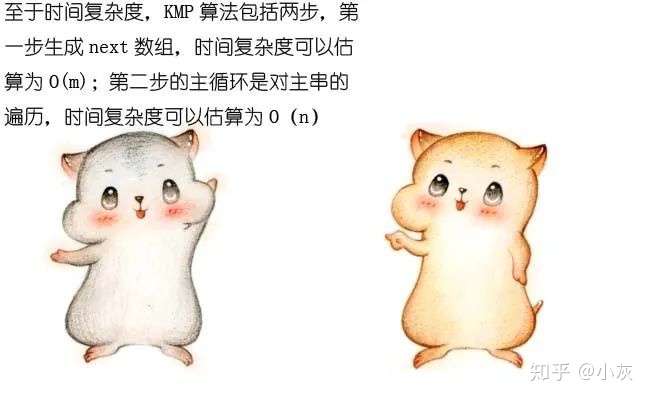 至于时间复杂度，KMP 算法包括两步，第
一步生成 next 数组，时间复杂度可以估
算为 O(m)；第二步的主循环是对主串的
遍历，时间复杂度可以估算为 O（n）
知乎 @小灰